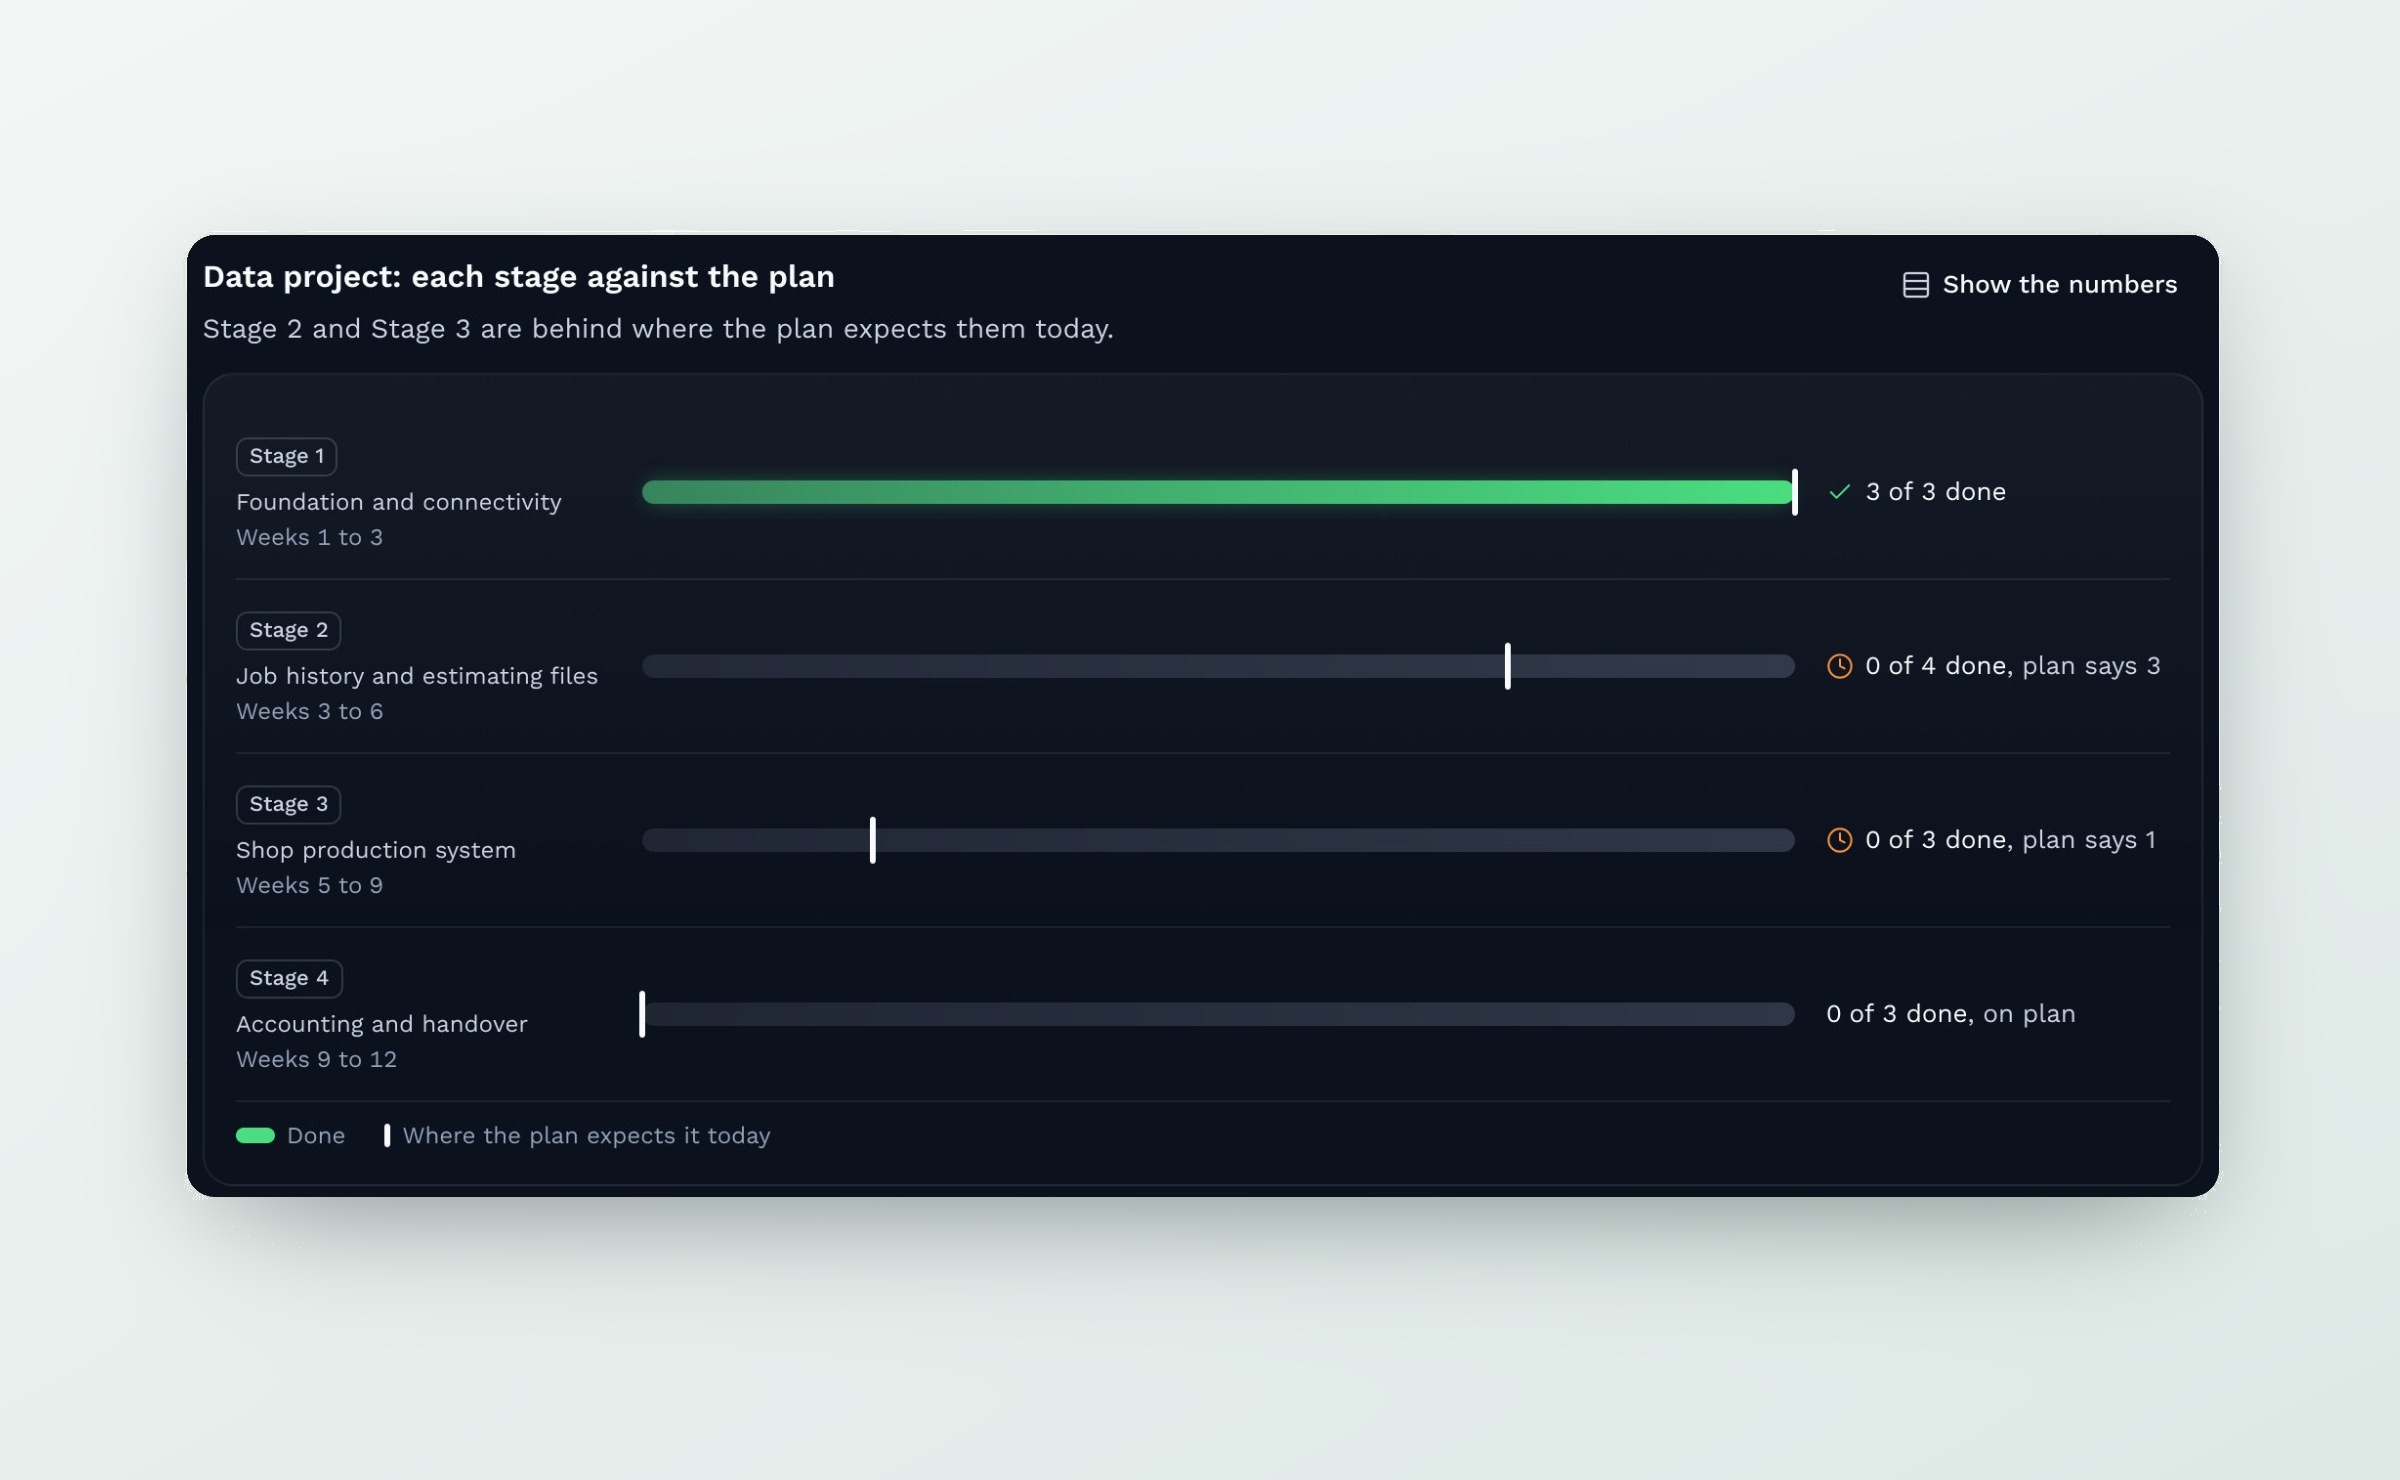 Data project: each stage against the plan
Show the numbers
Stage 2 and Stage 3 are behind where the plan expects them today.
Stage 1
Foundation and connectivity
Weeks 1 to 3
3 of 3 done
Stage 2
Job history and estimating files
Weeks 3 to 6
0 of 4 done, plan says 3
Stage 3
Shop production system
Weeks 5 to 9
0 of 3 done, plan says 1
Stage 4
Accounting and handover
Weeks 9 to 12
0 of 3 done, on plan
Done
Where the plan expects it today